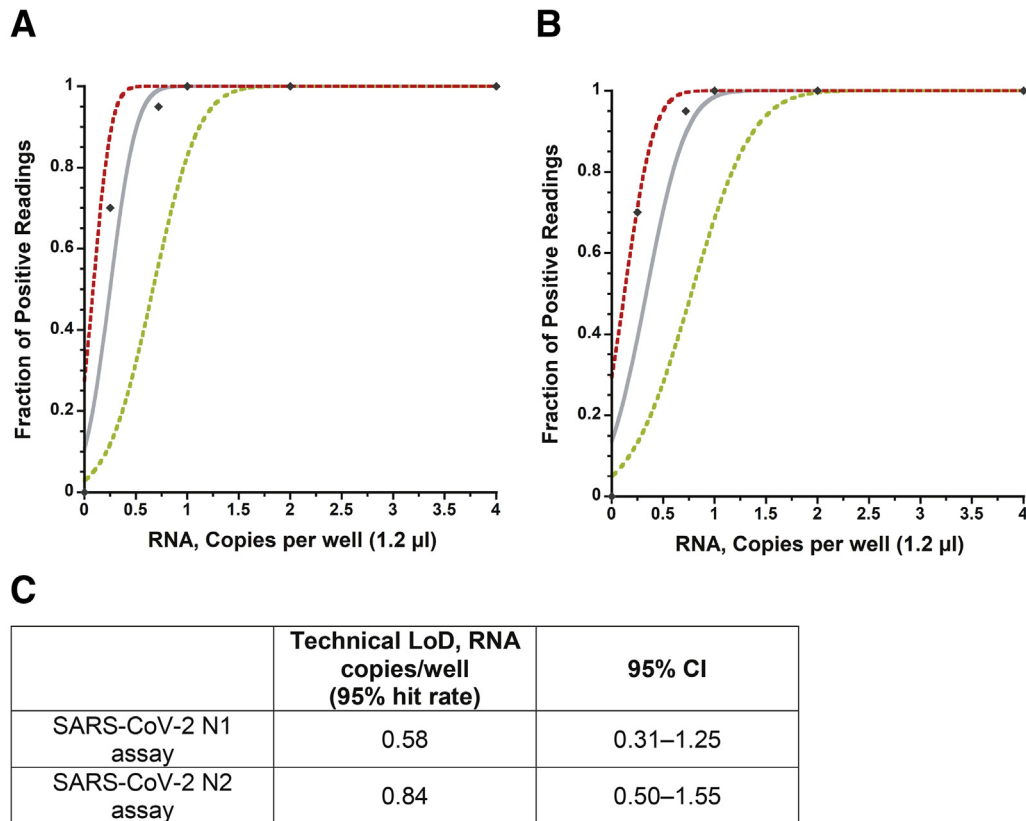 A
Fraction of Positive Readings
1
0.8
0.6
0.4
0.2
0
0 0.5 1 1.5 2 2.5 3 3.5 4
RNA, Copies per well (1.2 µl)
B
Fraction of Positive Readings
1
0.8
0.6
0.4
0.2
0
0 0.5 1 1.5 2 2.5 3 3.5 4
RNA, Copies per well (1.2 µl)
C
Technical LoD, RNA
copies/well
(95% hit rate)
95% CI
SARS-CoV-2 N1
assay
0.58
0.31–1.25
SARS-CoV-2 N2
assay
0.84
0.50–1.55